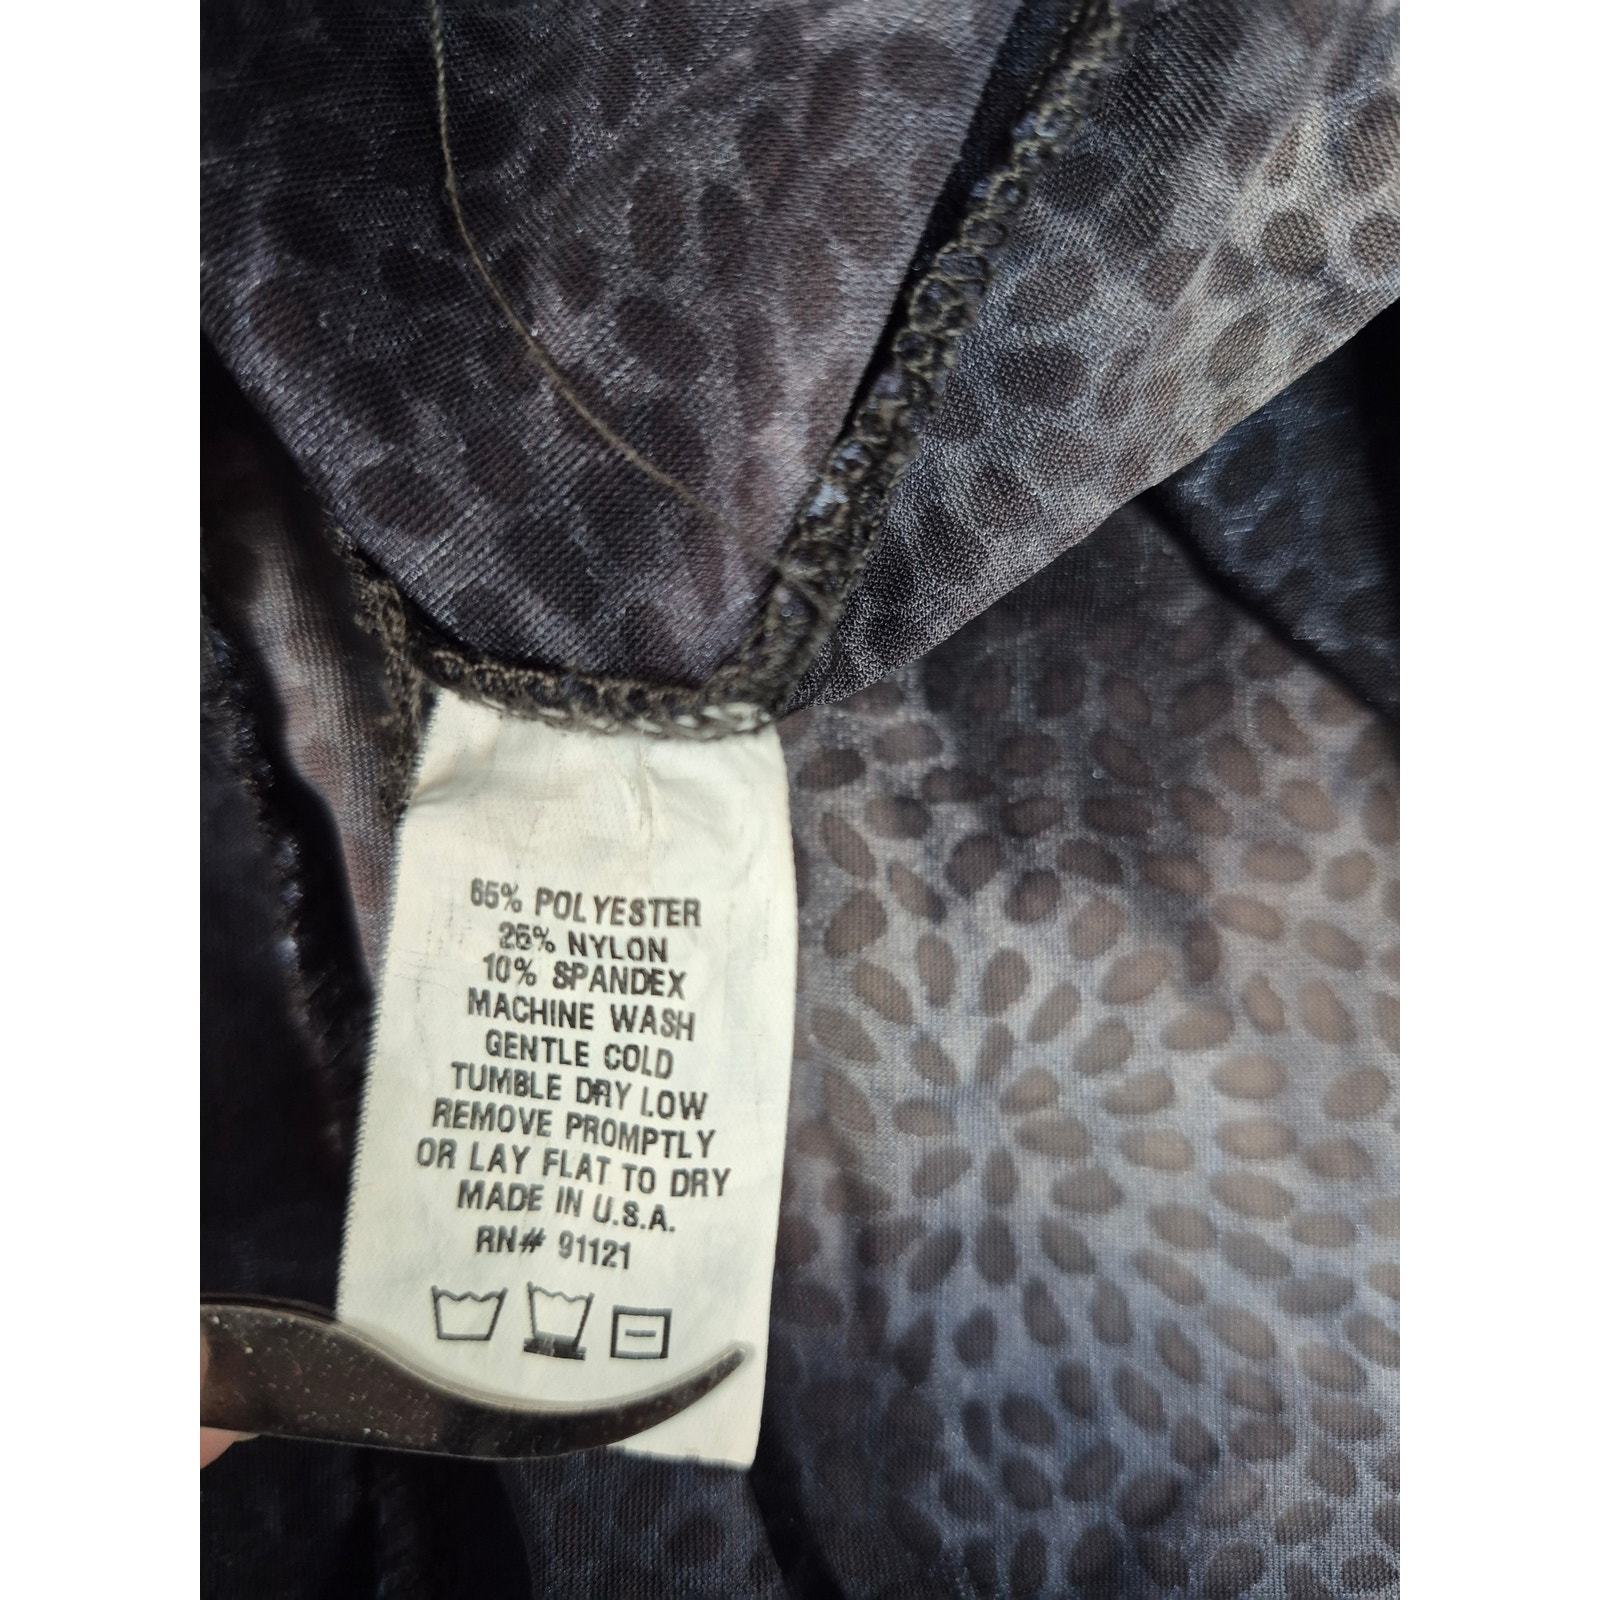 65% POLYESTER
25% NYLON
10% SPANDEX
MACHINE WASH
GENTLE COLD
TUMBLE DRY LOW
REMOVE PROMPTLY
OR LAY FLAT TO DRY
MADE IN U.S.A.
RN# 91121